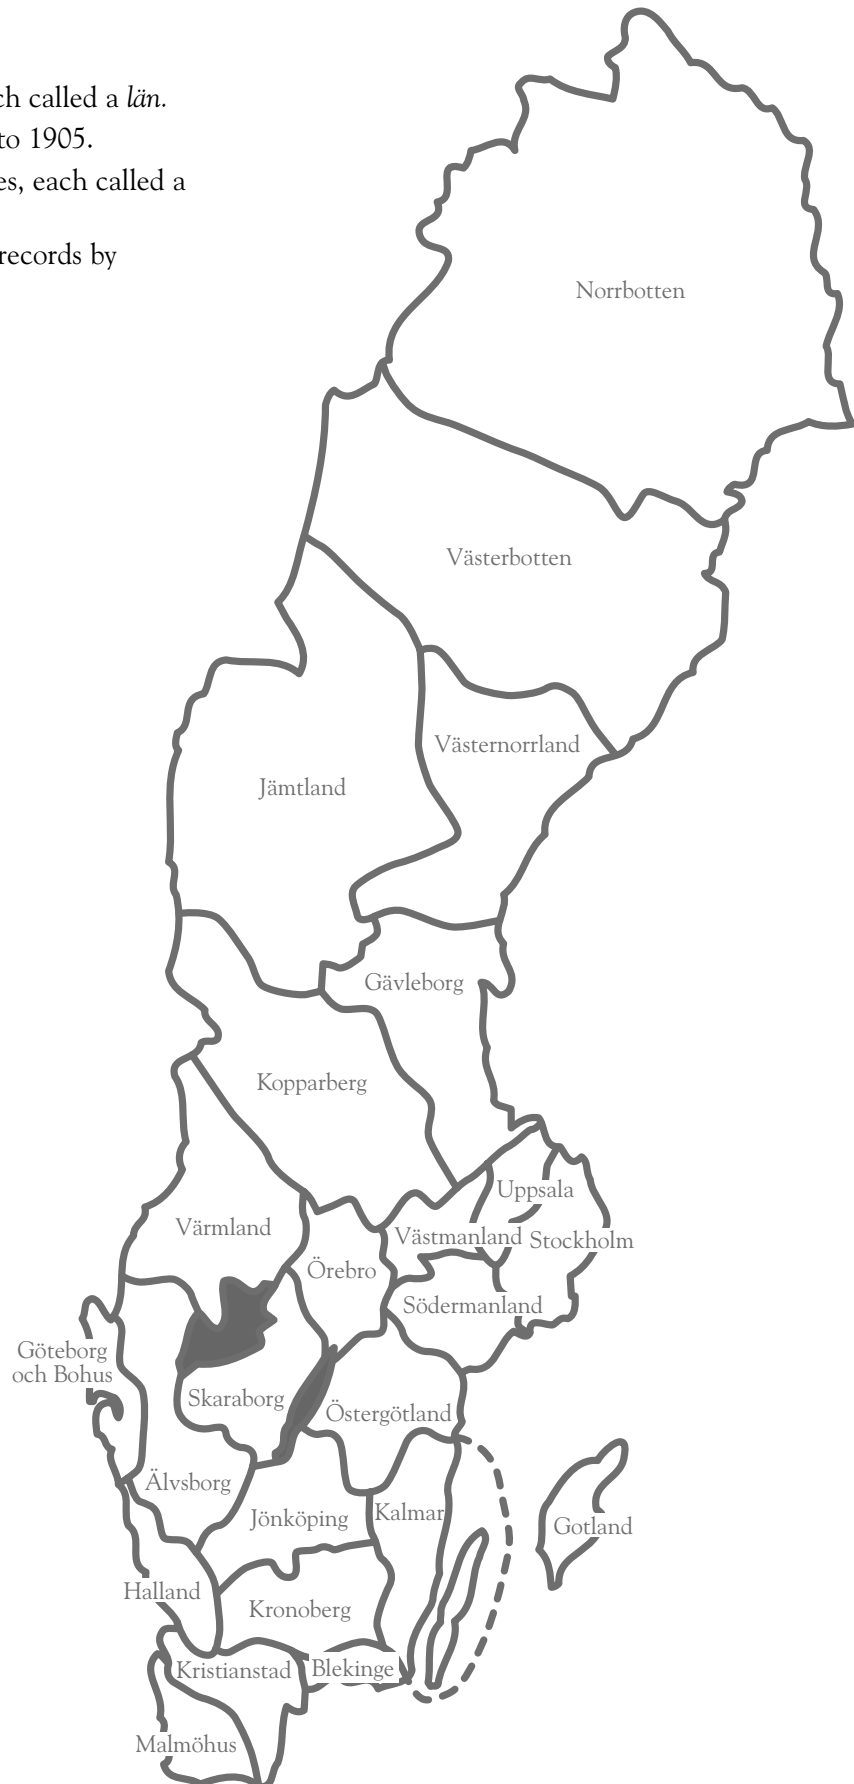 ch called a län.
to 1905.
es, each called a
records by
Norrbotten
Västerbotten
Västernorrland
Jämtland
Gävleborg
Kopparberg
Uppsala
Värmland
Västmanland
Stockholm
Örebro
Södermanland
Göteborg
och Bohus
Skaraborg
Östergötland
Älvsborg
Jönköping
Kalmar
Gotland
Halland
Kronoberg
Kristianstad
Blekinge
Malmöhus